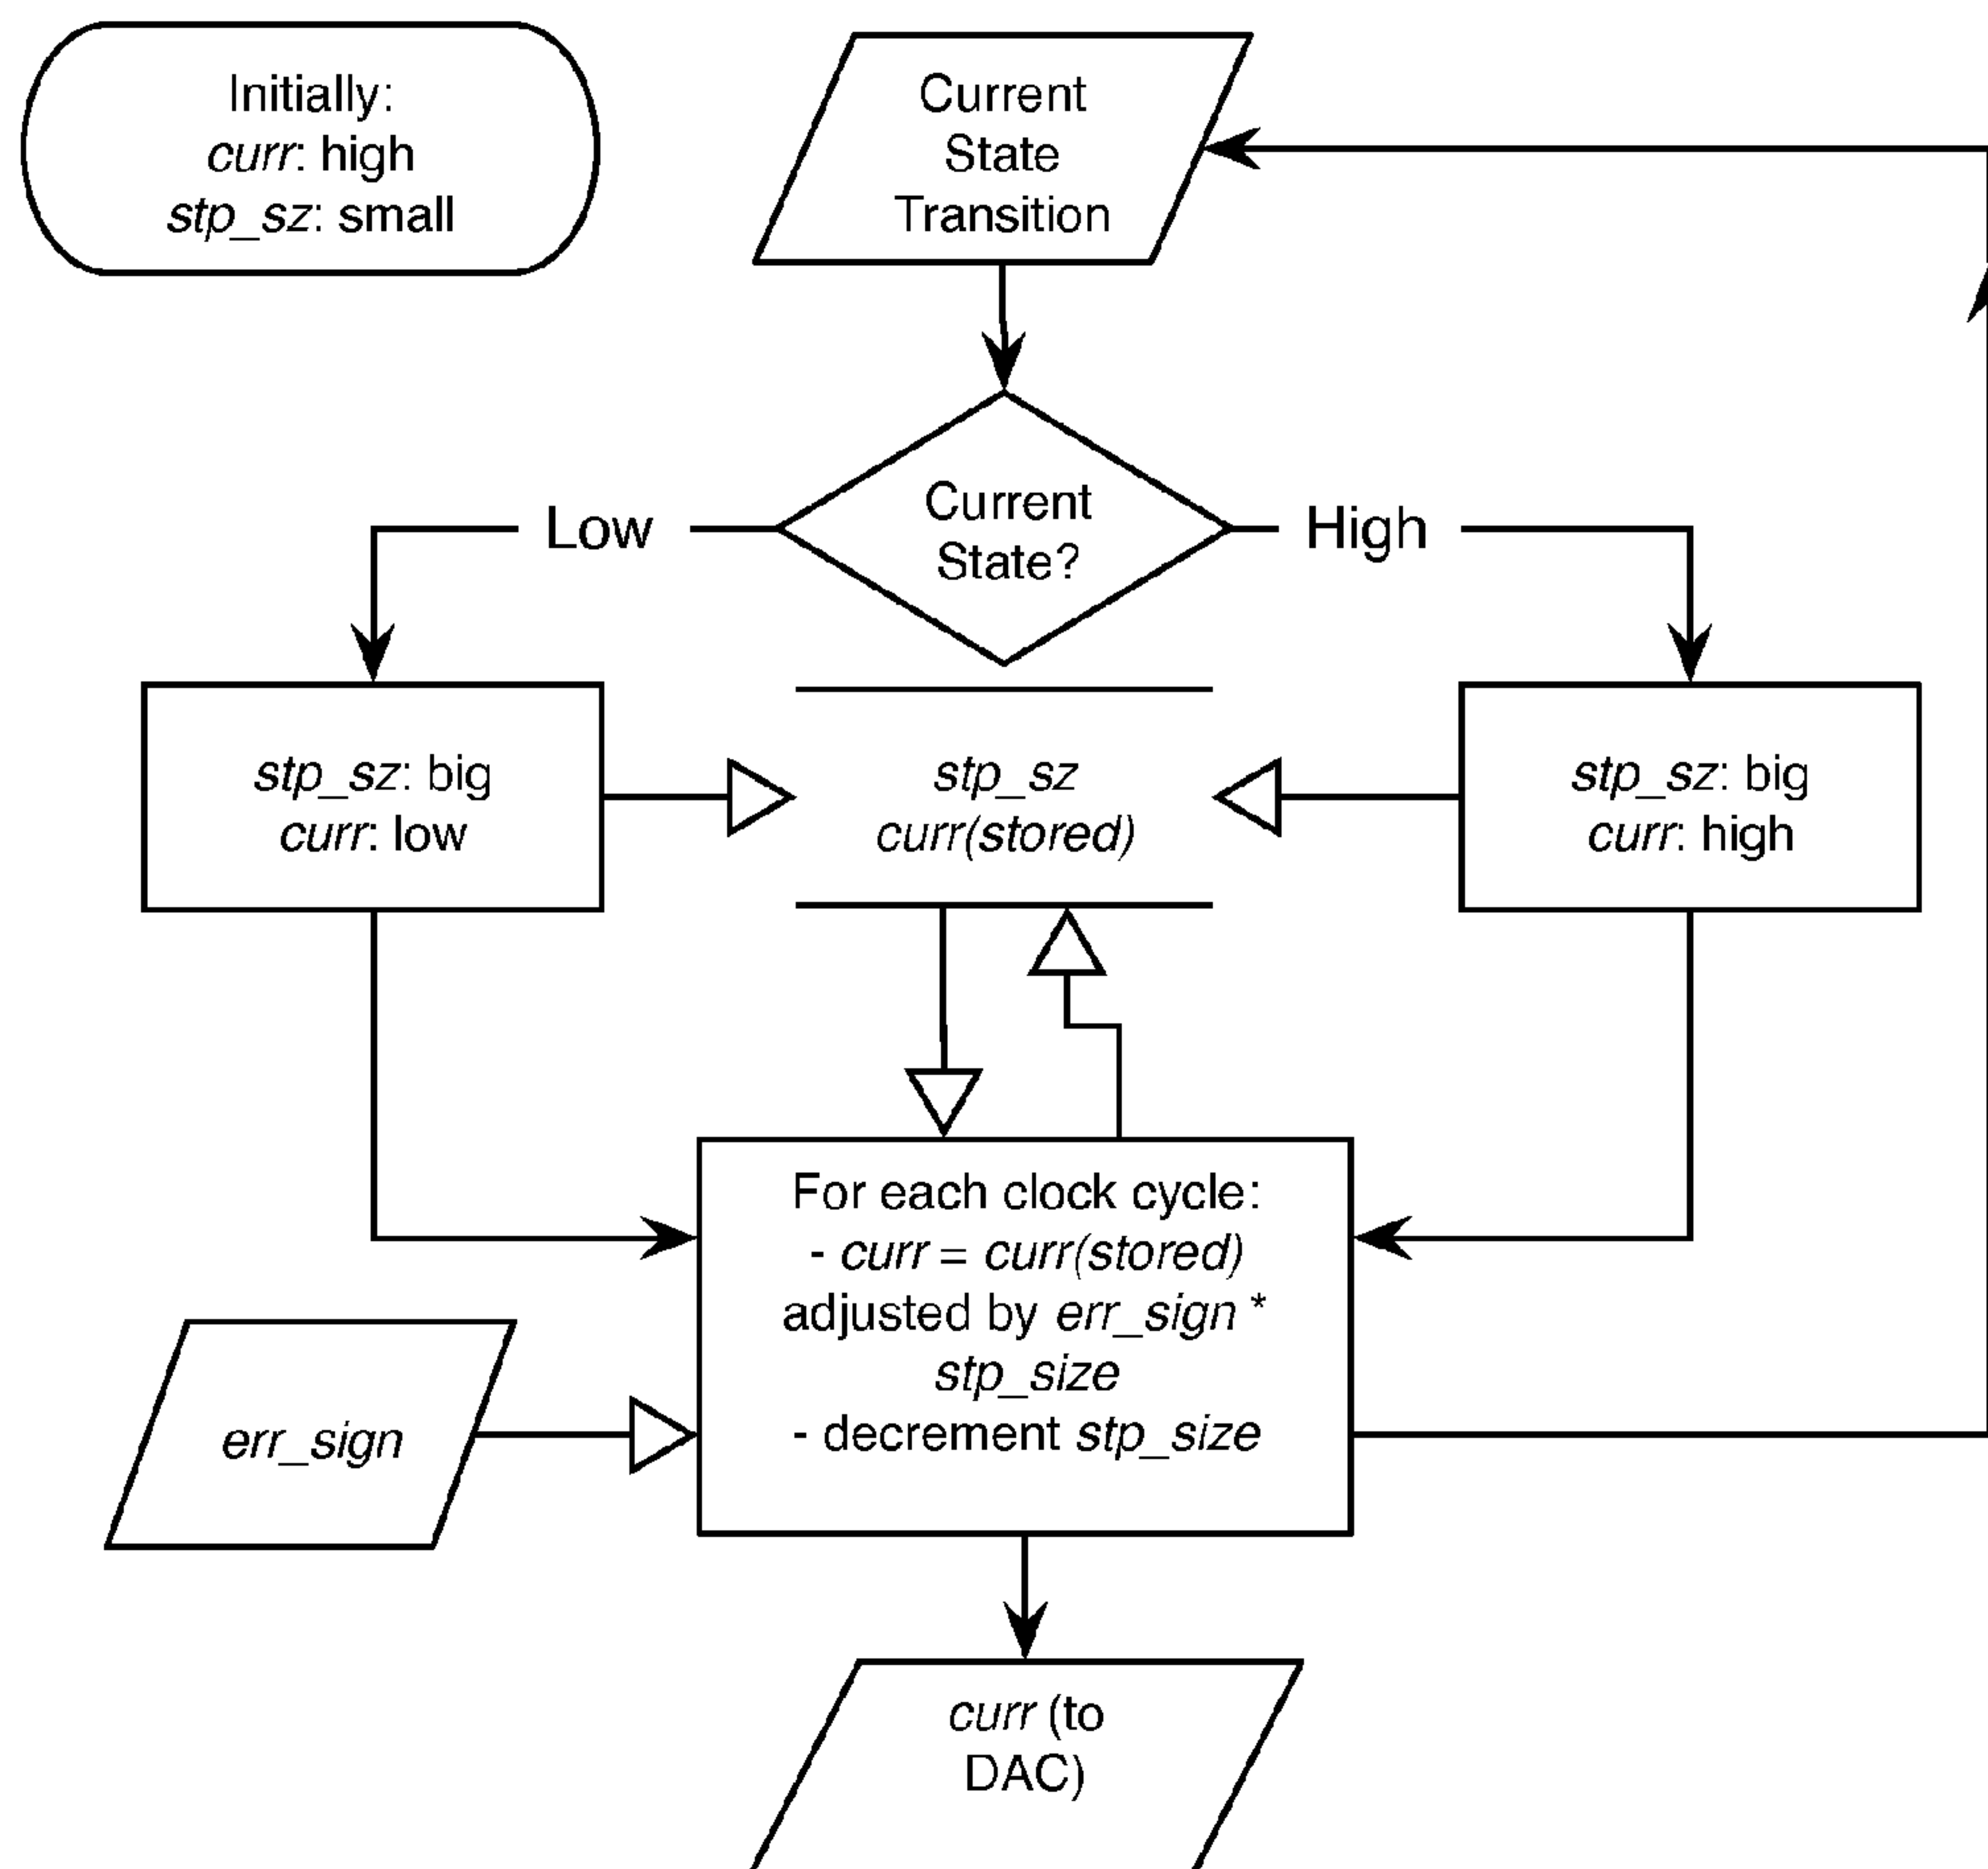 Initially:
curr: high
stp_sz: small
Current
State
Transition
Current
State?
Low
High
stp_sz: big
curr: low
stp_sz
curr(stored)
stp_sz: big
curr: high
For each clock cycle:
- curr = curr(stored)
adjusted by err_sign *
stp_size
- decrement stp_size
err_sign
curr (to
DAC)